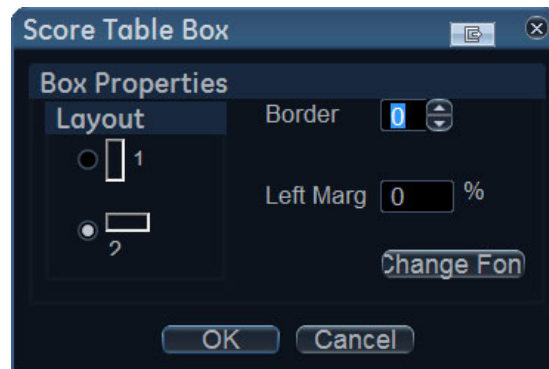 Score Table Box
Box Properties
Layout
1
2
Border 0
Left Marg 0 %
Change Fon
OK Cancel